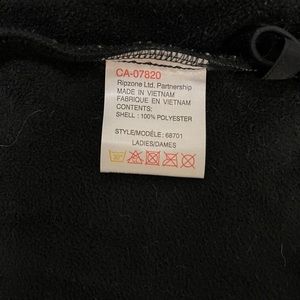 CA-07820
Ripzone Ltd. Partnership
MADE IN VIETNAM
FABRIQUE EN VIETNAM
CONTENTS:
SHELL : 100% POLYESTER
STYLE/MODÈLE: 68701
LADIES/DAMES